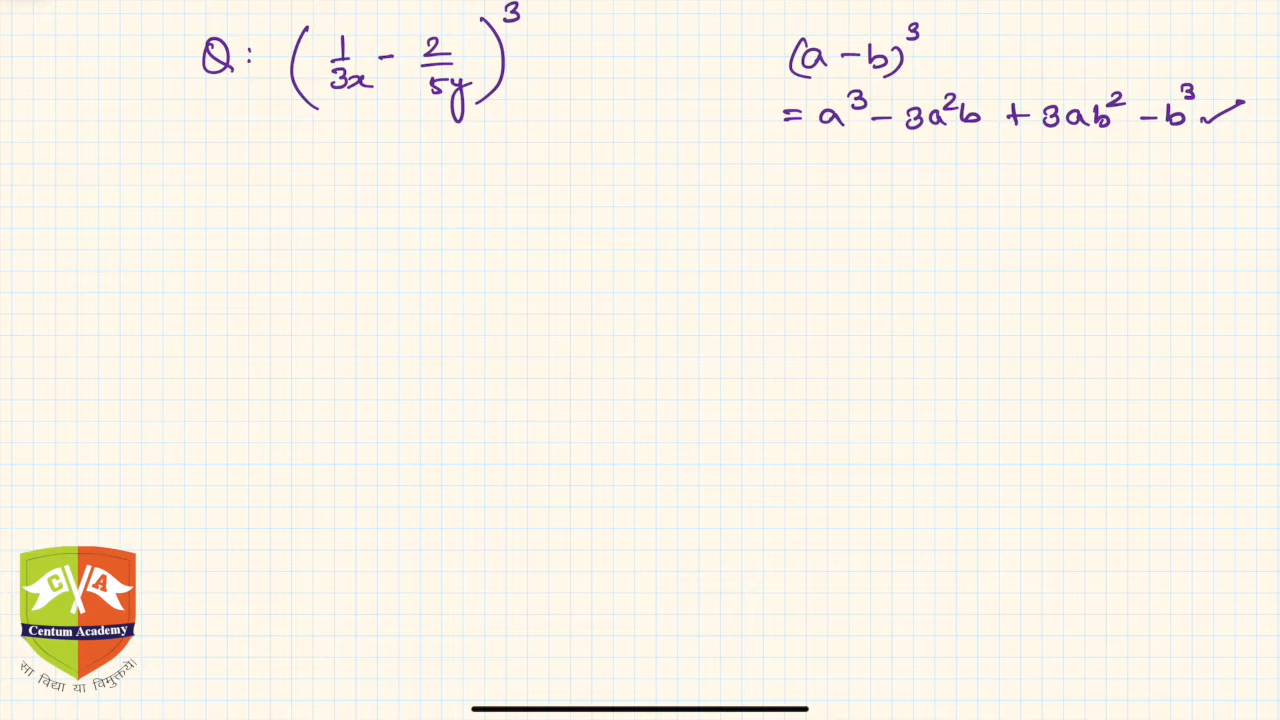 Q: (1/3x - 2/5y)³
(a - b)³
= a³ - 3a²b + 3ab² - b³ ✓
C A
Centum Academy
सा विद्या या विमुक्तये।